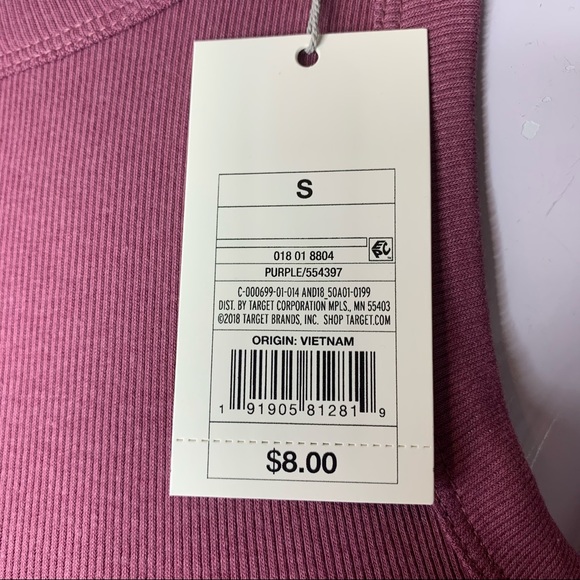 S
018 01 8804
PURPLE/554397
C-000699-01-014 AND18_50A01-0199
DIST. BY TARGET CORPORATION MPLS., MN 55403
©2018 TARGET BRANDS, INC. SHOP TARGET.COM
ORIGIN: VIETNAM
1 91905 81281 9
$8.00